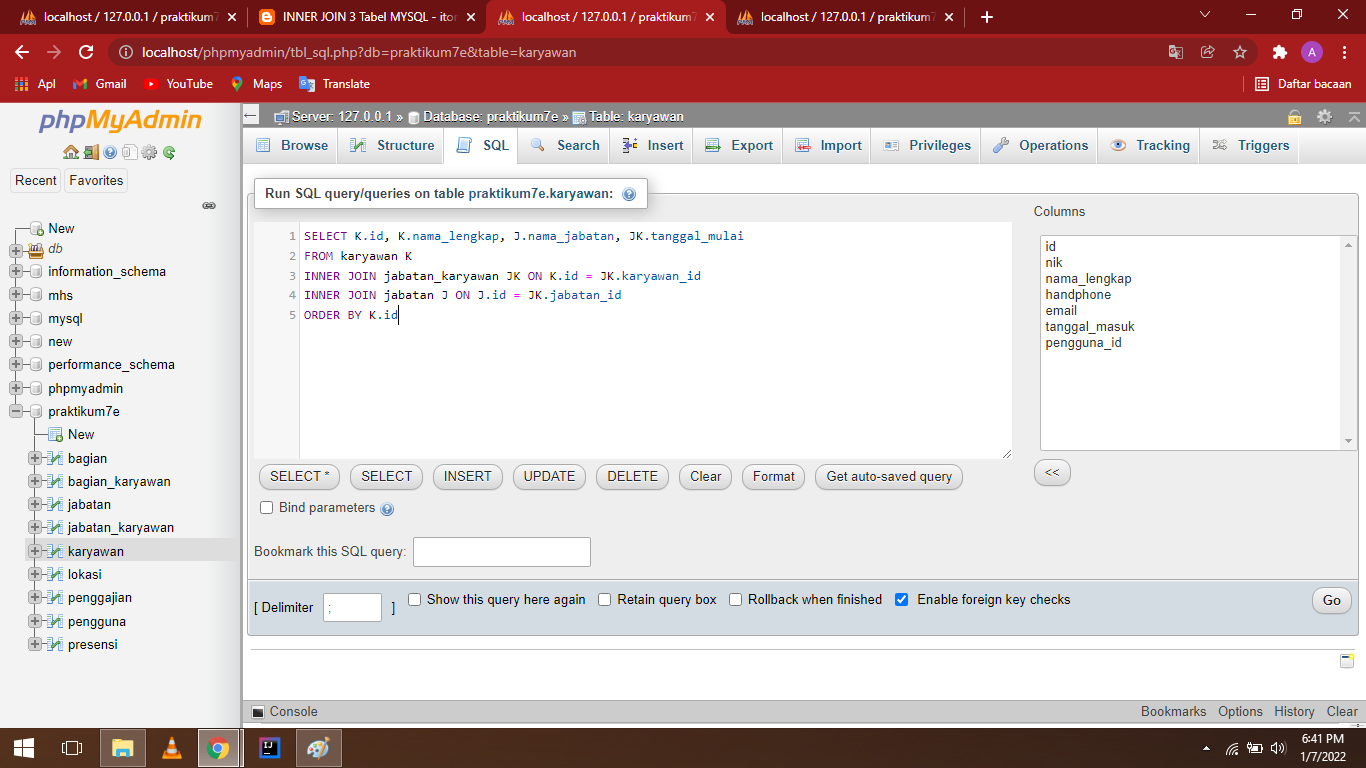 localhost / 127.0.0.1 / praktikum7
INNER JOIN 3 Tabel MYSQL - itor
localhost / 127.0.0.1 / praktikum7
localhost / 127.0.0.1 / praktikum7
localhost/phpmyadmin/tbl_sql.php?db=praktikum7e&table=karyawan
A
Apl
Gmail
YouTube
Maps
Translate
Daftar bacaan
phpMyAdmin
Recent
Favorites
New
db
information_schema
mhs
mysql
new
performance_schema
phpmyadmin
praktikum7e
New
bagian
bagian_karyawan
jabatan
jabatan_karyawan
karyawan
lokasi
penggajian
pengguna
presensi
Server: 127.0.0.1 » Database: praktikum7e » Table: karyawan
Browse
Structure
SQL
Search
Insert
Export
Import
Privileges
Operations
Tracking
Triggers
Run SQL query/queries on table praktikum7e.karyawan:
1 SELECT K.id, K.nama_lengkap, J.nama_jabatan, JK.tanggal_mulai
2 FROM karyawan K
3 INNER JOIN jabatan_karyawan JK ON K.id = JK.karyawan_id
4 INNER JOIN jabatan J ON J.id = JK.jabatan_id
5 ORDER BY K.id
Columns
id
nik
nama_lengkap
handphone
email
tanggal_masuk
pengguna_id
<<
SELECT *
SELECT
INSERT
UPDATE
DELETE
Clear
Format
Get auto-saved query
Bind parameters
Bookmark this SQL query:
[ Delimiter ; ]
Show this query here again
Retain query box
Rollback when finished
Enable foreign key checks
Go
Console
Bookmarks
Options
History
Clear
6:41 PM
1/7/2022